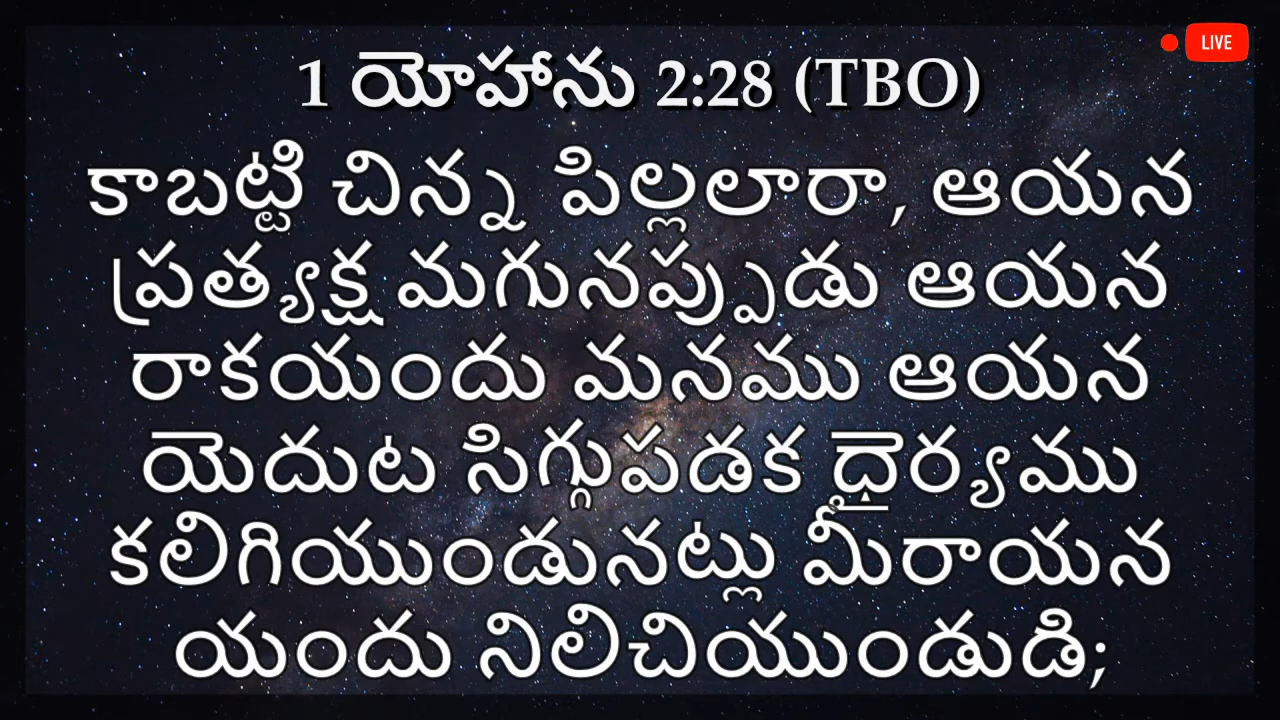 LIVE
1 యోహాను 2:28 (TBO)
కాబట్టి చిన్న పిల్లలారా, ఆయన
ప్రత్యక్ష మగునప్పుడు ఆయన
రాకయందు మనము ఆయన
యెదుట సిగ్గుపడక ధైర్యము
కలిగియుండునట్లు మీరాయన
యందు నిలిచియుండుడి;